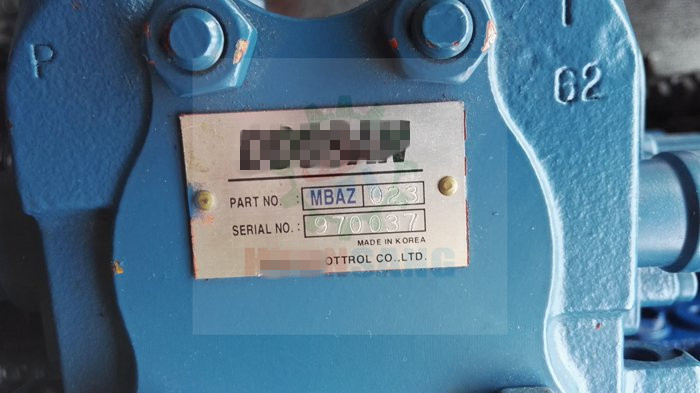 P
62
PART NO. : MBAZ 023
SERIAL NO. : 970037
MADE IN KOREA
OTTROL CO.,LTD.